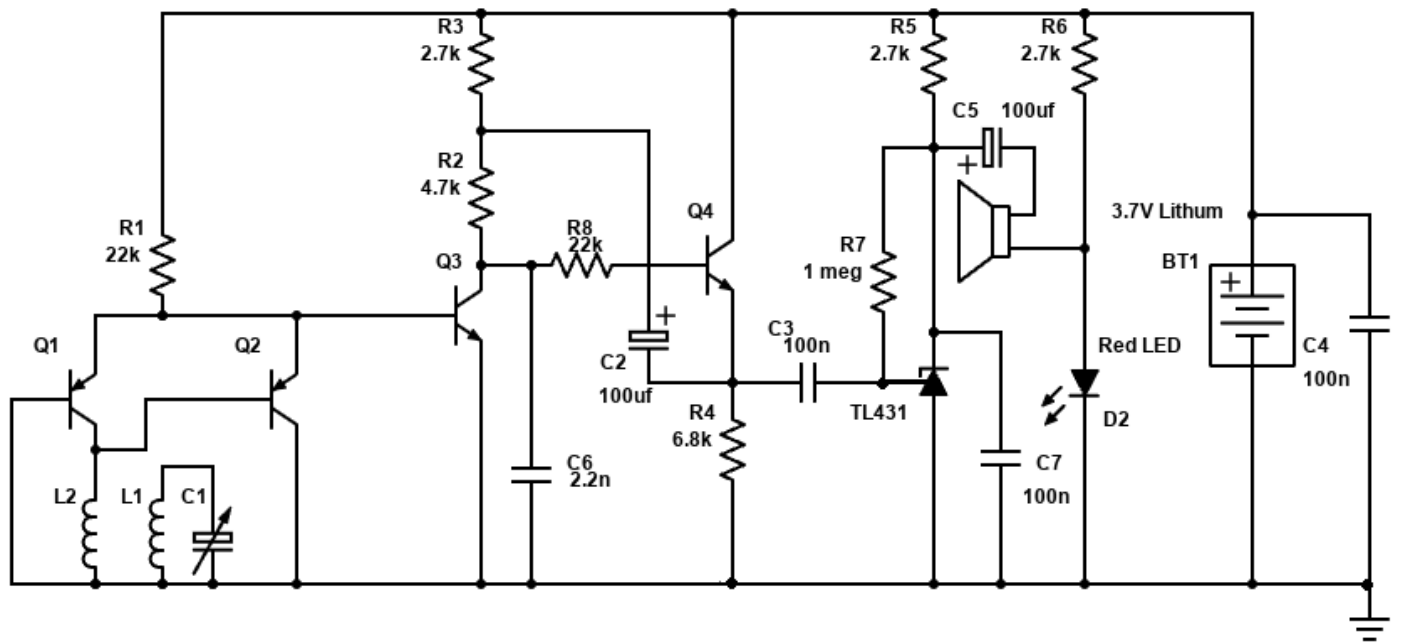 R3
2.7k
R5
2.7k
R6
2.7k
C5 100uf
+
R2
4.7k
Q4
3.7V Lithum
R1
22k
R8
22k
R7
1 meg
Q3
BT1
+
+
Q1
Q2
C2
100uf
C3
100n
Red LED
C4
100n
TL431
D2
R4
6.8k
C6
2.2n
C7
100n
L2
L1
C1